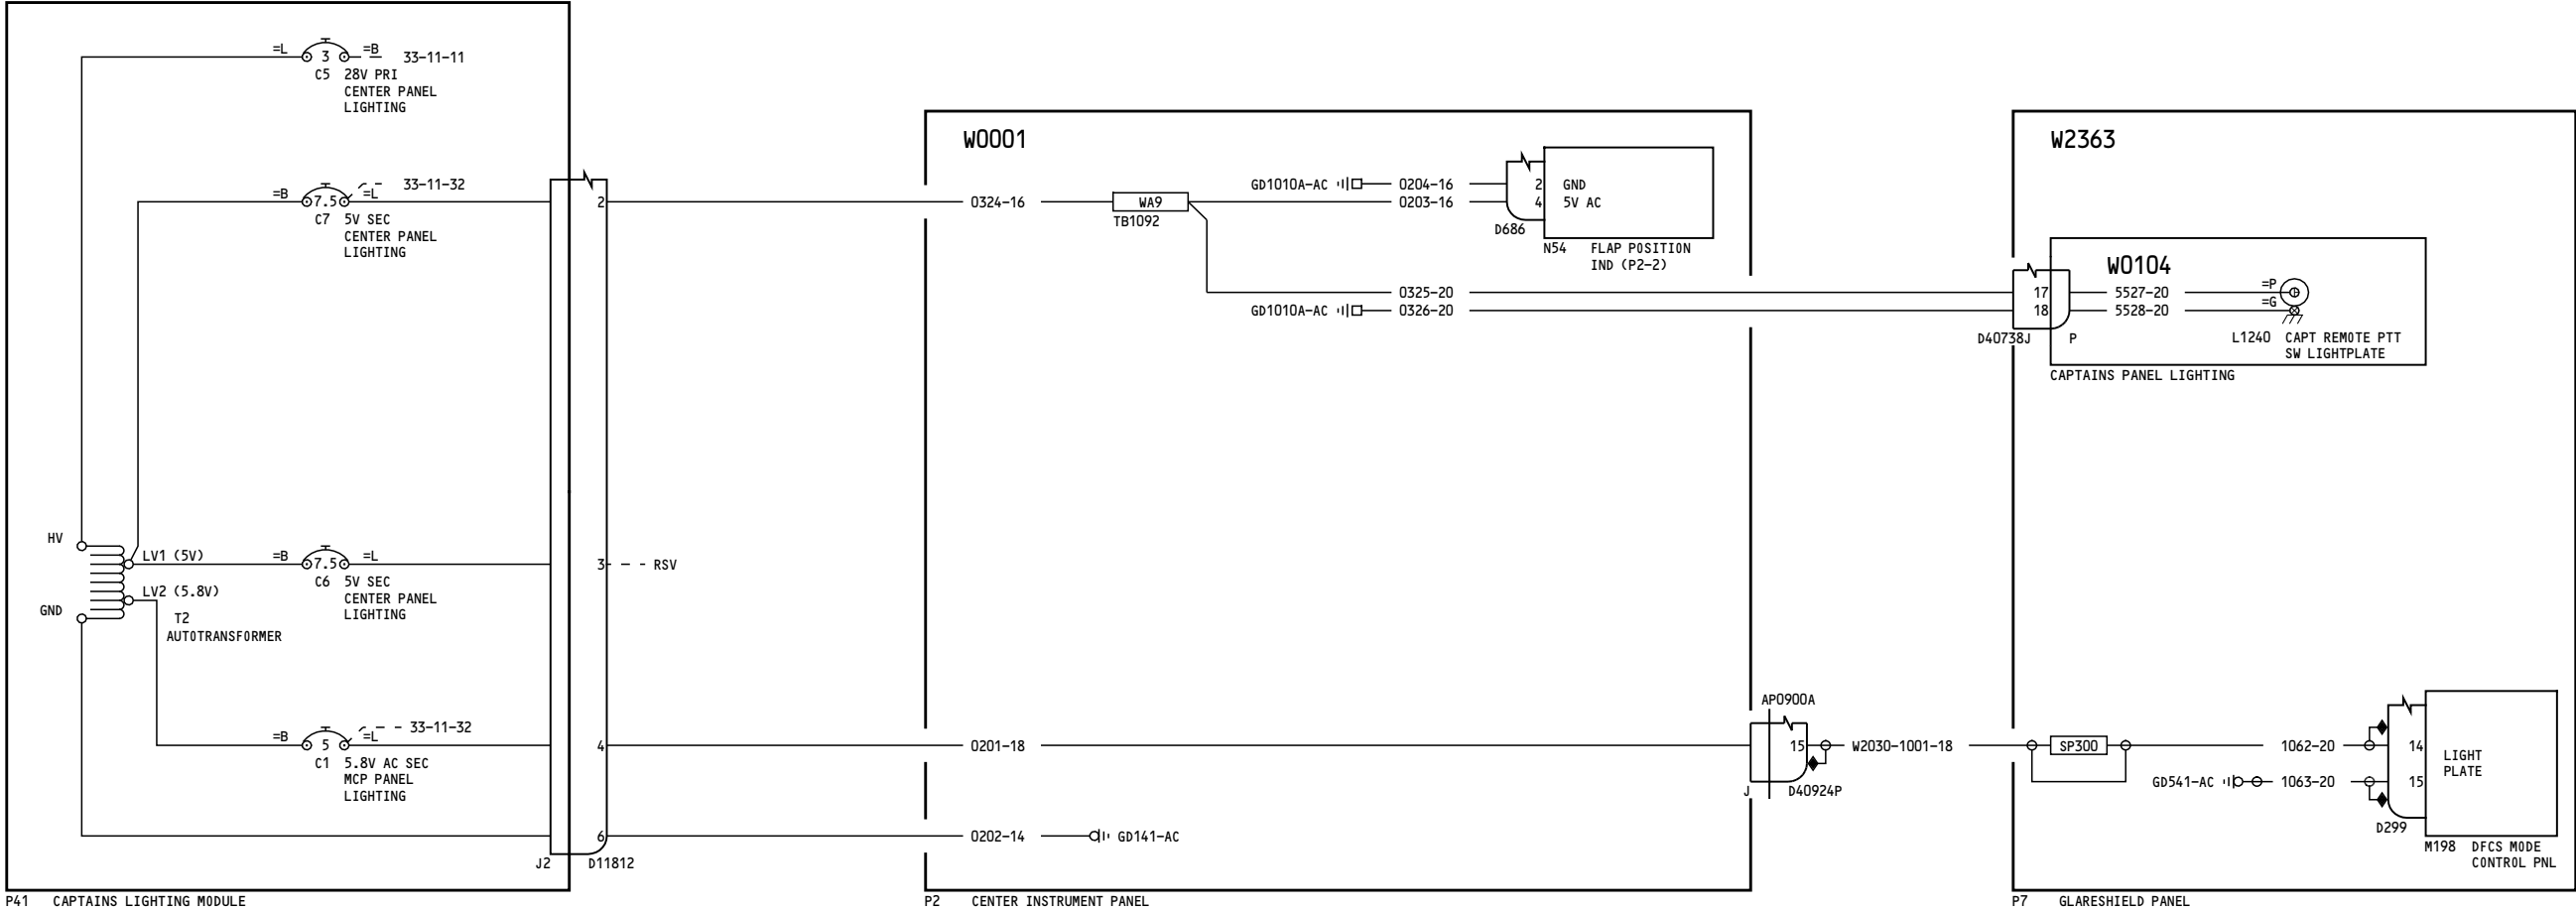 =L
3
=B
33-11-11
C5
28V PRI
CENTER PANEL
LIGHTING
=B
7.5
=L
33-11-32
C7
5V SEC
CENTER PANEL
LIGHTING
HV
GND
LV1 (5V)
LV2 (5.8V)
T2
AUTOTRANSFORMER
=B
7.5
=L
C6
5V SEC
CENTER PANEL
LIGHTING
=B
5
=L
33-11-32
C1
5.8V AC SEC
MCP PANEL
LIGHTING
2
3
RSV
4
6
J2
D11812
P41
CAPTAINS LIGHTING MODULE
W0001
0324-16
WA9
TB1092
GD1010A-AC
0204-16
0203-16
2
GND
4
5V AC
D686
N54
FLAP POSITION
IND (P2-2)
0325-20
GD1010A-AC
0326-20
0201-18
0202-14
GD141-AC
AP0900A
15
J
D40924P
W2030-1001-18
P2
CENTER INSTRUMENT PANEL
W2363
W0104
17
18
5527-20
5528-20
=P
=G
D40738J
P
L1240
CAPT REMOTE PTT
SW LIGHTPLATE
CAPTAINS PANEL LIGHTING
SP300
1062-20
14
GD541-AC
1063-20
15
LIGHT
PLATE
D299
M198
DFCS MODE
CONTROL PNL
P7
GLARESHIELD PANEL